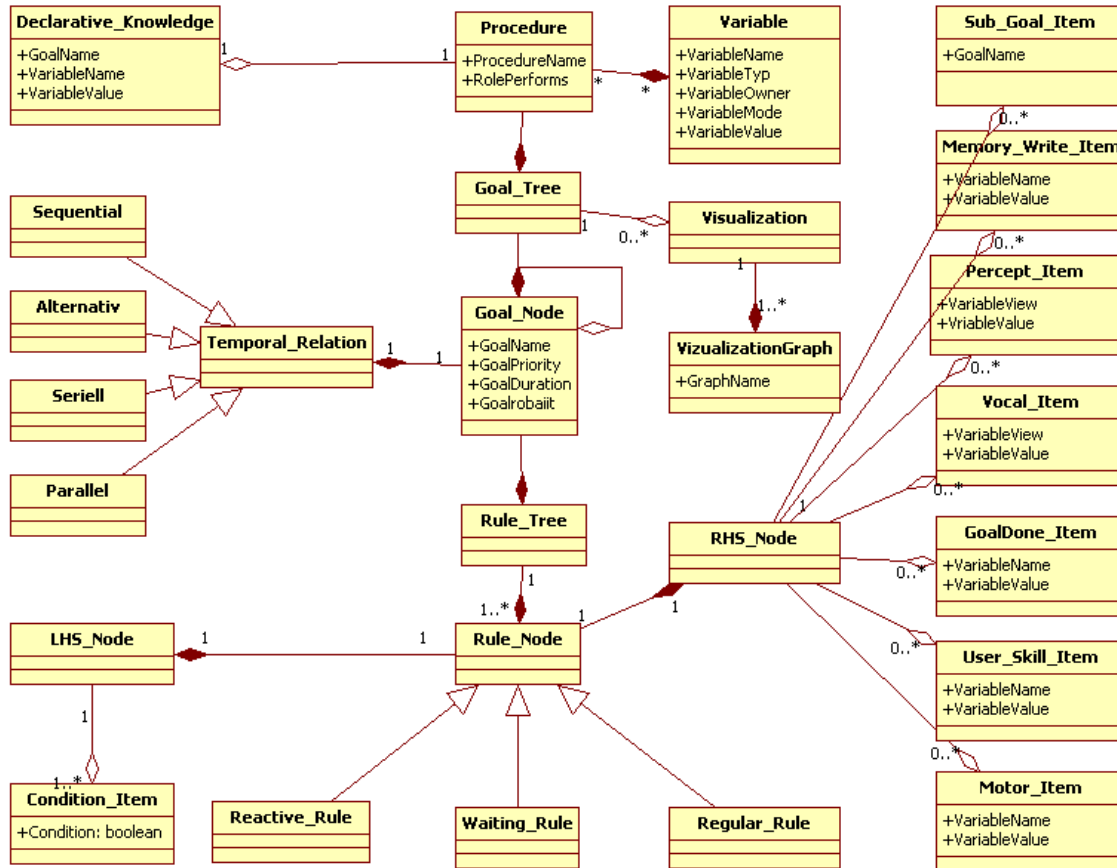 Declarative_Knowledge
+GoalName
+VariableName
+VariableValue
1
1
Procedure
+ProcedureName
+RolePerforms
*
*
Variable
+VariableName
+VariableTyp
+VariableOwner
+VariableMode
+VariableValue
Sub_Goal_Item
+GoalName
0..*
Memory_Write_Item
+VariableName
+VariableValue
0..*
Percept_Item
+VariableView
+VriableValue
0..*
Vocal_Item
+VariableView
+VariableValue
0..*
GoalDone_Item
+VariableName
+VariableValue
0..*
User_Skill_Item
+VariableName
+VariableValue
0..*
Motor_Item
+VariableName
+VariableValue
0..*
Goal_Tree
1
0..*
Visualization
1
1..*
VizualizationGraph
+GraphName
Sequential
Alternativ
Seriell
Parallel
Temporal_Relation
1
1
Goal_Node
+GoalName
+GoalPriority
+GoalDuration
+Goalrobaiit
Rule_Tree
1
1..*
RHS_Node
1
1
1
LHS_Node
1
1
Rule_Node
1
1..*
Condition_Item
+Condition: boolean
Reactive_Rule
Waiting_Rule
Regular_Rule